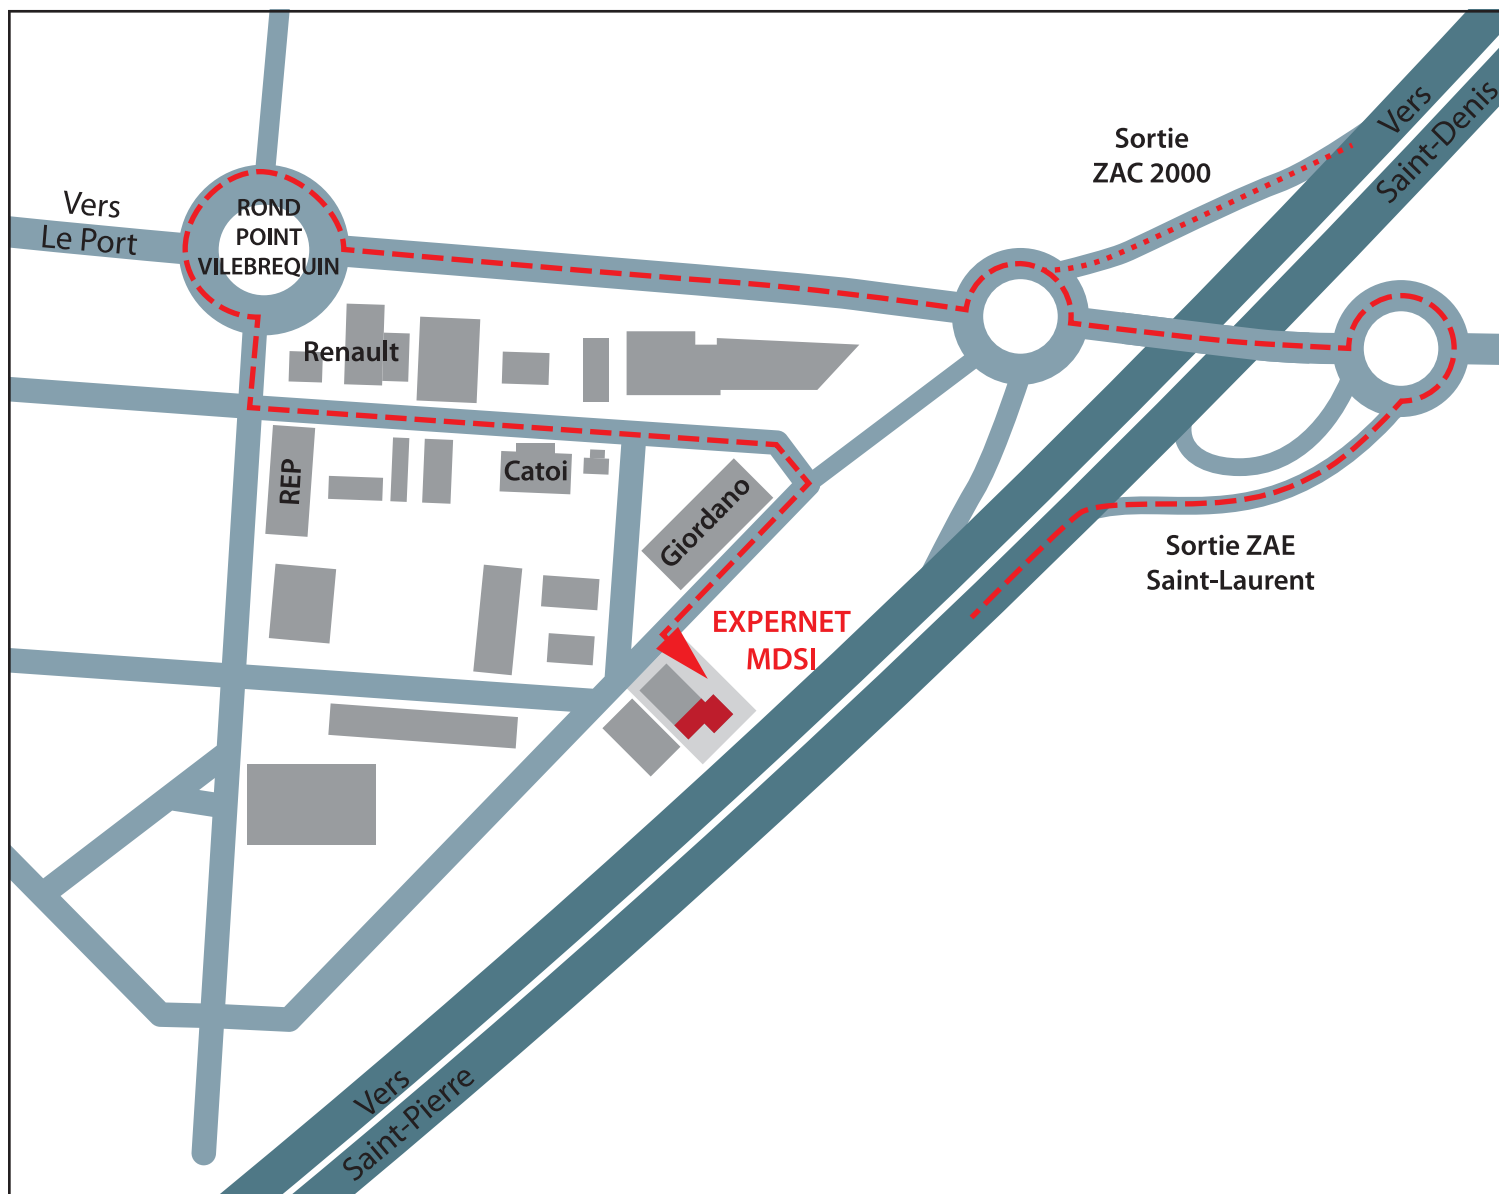 Vers
Saint-Denis
Sortie
ZAC 2000
Vers
Le Port
ROND
POINT
VILEBREQUIN
Renault
REP
Catoi
Giordano
Sortie ZAE
Saint-Laurent
EXPERNET
MDSI
Vers
Saint-Pierre